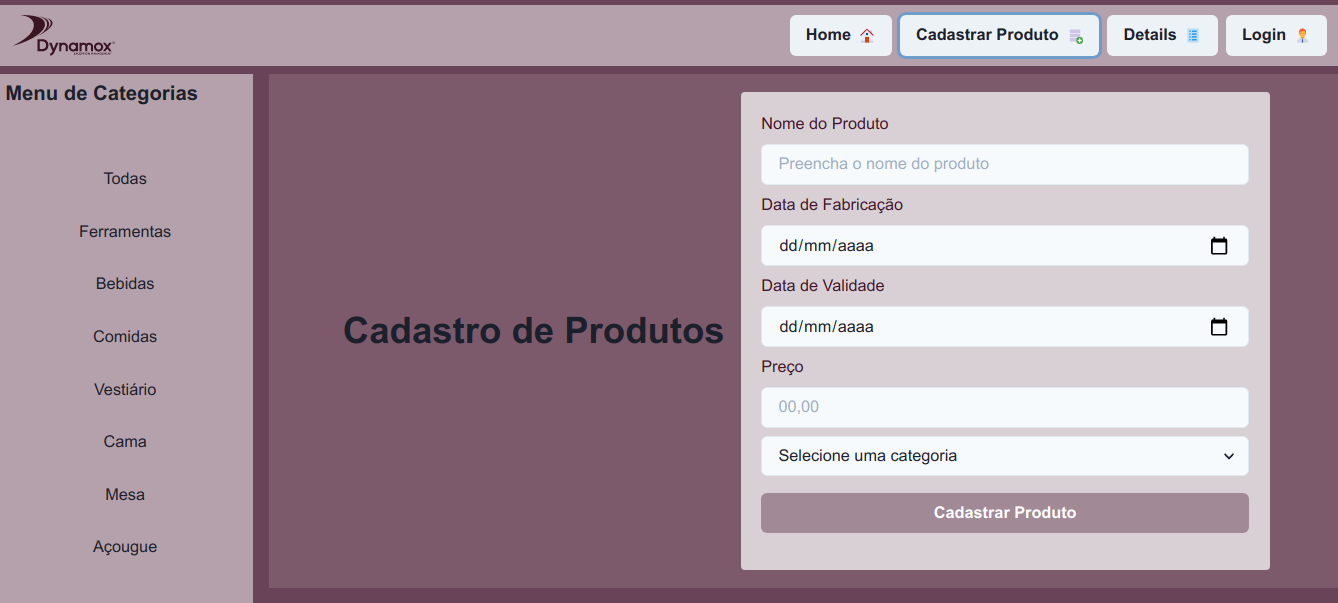 Dynamox
Home
Cadastrar Produto
Details
Login
Menu de Categorias
Todas
Ferramentas
Bebidas
Comidas
Vestiário
Cama
Mesa
Açougue
Cadastro de Produtos
Nome do Produto
Preencha o nome do produto
Data de Fabricação
dd/mm/aaaa
Data de Validade
dd/mm/aaaa
Preço
00,00
Selecione uma categoria
Cadastrar Produto